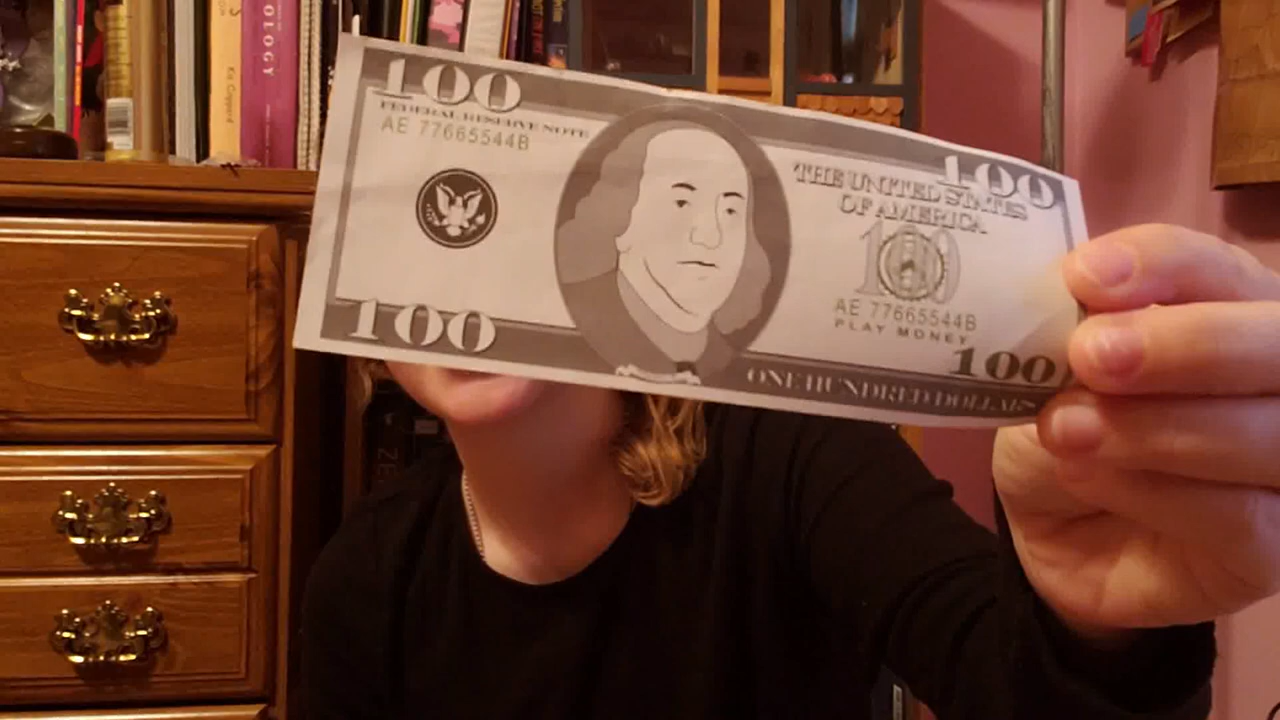 OLOGY
100
FEDERAL RESERVE NOTE
AE 77665544B
100
THE UNITED STATES
OF AMERICA
100
AE 77665544B
PLAY MONEY
100
100
ONE HUNDRED DOLLARS